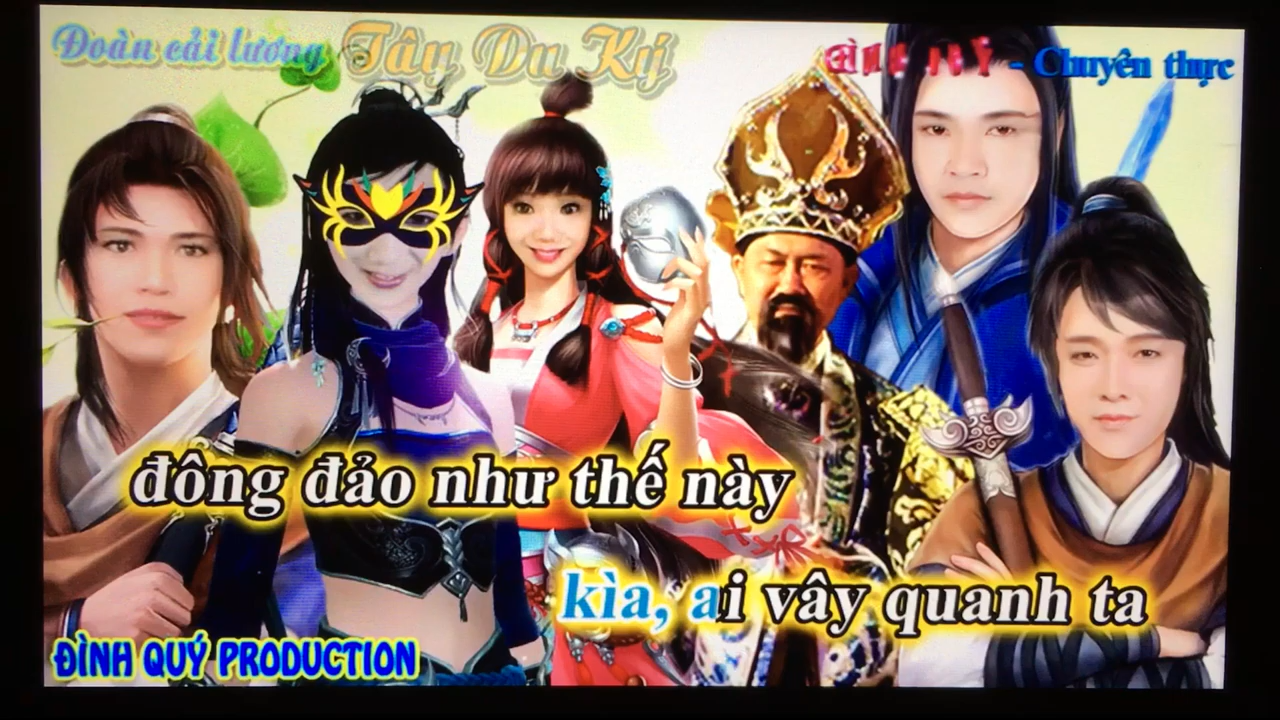 Đoàn cải lương Tây Du Ký
- Chuyên thực
đông đảo như thế này
kìa, ai vây quanh ta
ĐÌNH QUÝ PRODUCTION